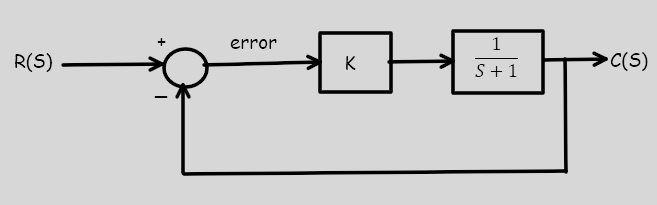 +
error
R(S)
K
1
S + 1
C(S)
−